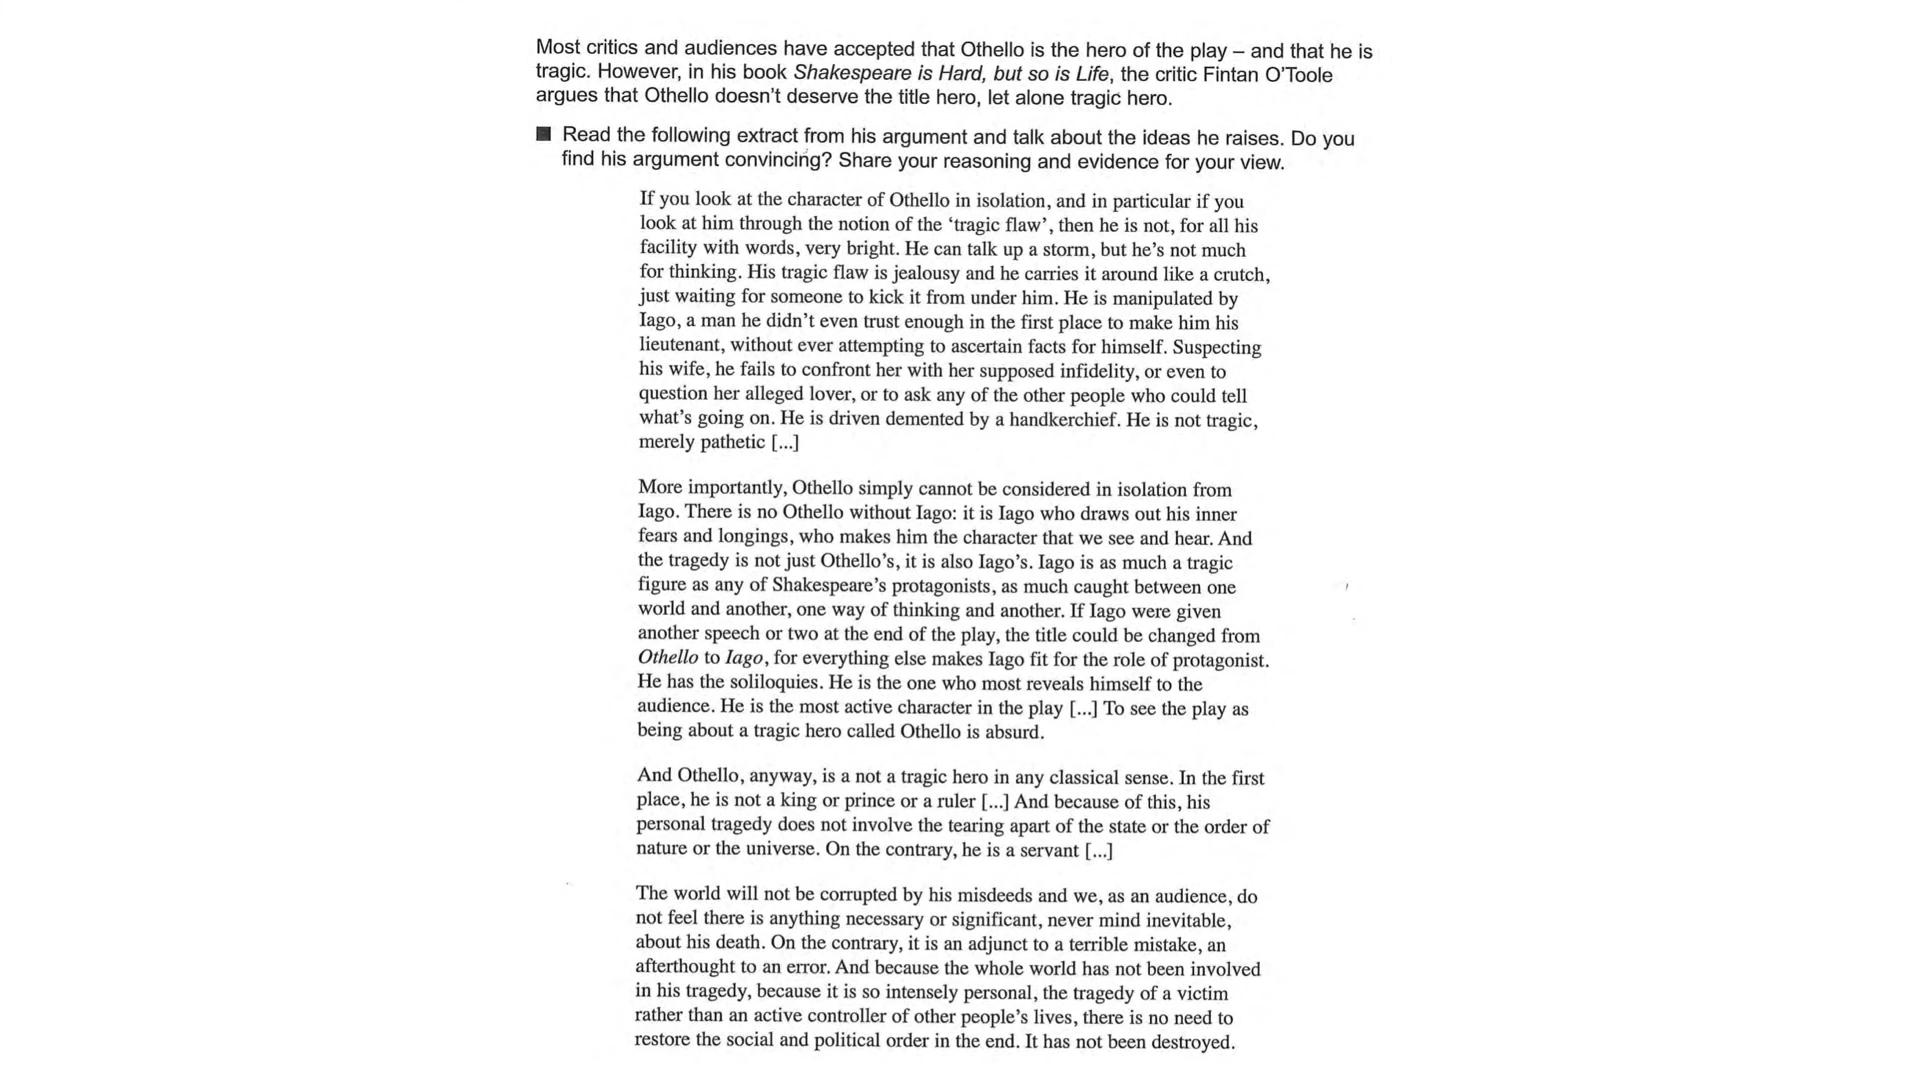 Most critics and audiences have accepted that Othello is the hero of the play – and that he is
tragic. However, in his book Shakespeare is Hard, but so is Life, the critic Fintan O'Toole
argues that Othello doesn't deserve the title hero, let alone tragic hero.
■ Read the following extract from his argument and talk about the ideas he raises. Do you
find his argument convincing? Share your reasoning and evidence for your view.
If you look at the character of Othello in isolation, and in particular if you
look at him through the notion of the 'tragic flaw', then he is not, for all his
facility with words, very bright. He can talk up a storm, but he's not much
for thinking. His tragic flaw is jealousy and he carries it around like a crutch,
just waiting for someone to kick it from under him. He is manipulated by
Iago, a man he didn't even trust enough in the first place to make him his
lieutenant, without ever attempting to ascertain facts for himself. Suspecting
his wife, he fails to confront her with her supposed infidelity, or even to
question her alleged lover, or to ask any of the other people who could tell
what's going on. He is driven demented by a handkerchief. He is not tragic,
merely pathetic [...]
More importantly, Othello simply cannot be considered in isolation from
Iago. There is no Othello without Iago: it is Iago who draws out his inner
fears and longings, who makes him the character that we see and hear. And
the tragedy is not just Othello's, it is also Iago's. Iago is as much a tragic
figure as any of Shakespeare's protagonists, as much caught between one
world and another, one way of thinking and another. If Iago were given
another speech or two at the end of the play, the title could be changed from
Othello to Iago, for everything else makes Iago fit for the role of protagonist.
He has the soliloquies. He is the one who most reveals himself to the
audience. He is the most active character in the play [...] To see the play as
being about a tragic hero called Othello is absurd.
And Othello, anyway, is a not a tragic hero in any classical sense. In the first
place, he is not a king or prince or a ruler [...] And because of this, his
personal tragedy does not involve the tearing apart of the state or the order of
nature or the universe. On the contrary, he is a servant [...]
The world will not be corrupted by his misdeeds and we, as an audience, do
not feel there is anything necessary or significant, never mind inevitable,
about his death. On the contrary, it is an adjunct to a terrible mistake, an
afterthought to an error. And because the whole world has not been involved
in his tragedy, because it is so intensely personal, the tragedy of a victim
rather than an active controller of other people's lives, there is no need to
restore the social and political order in the end. It has not been destroyed.